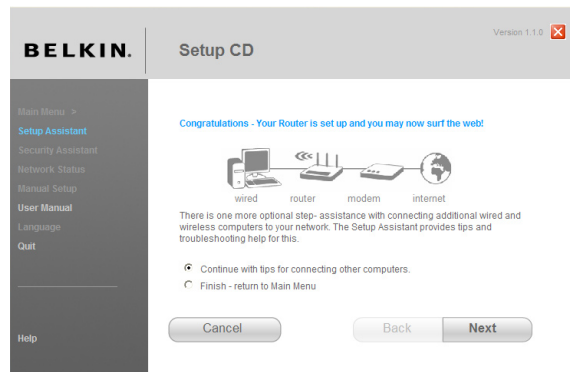 BELKIN.
Setup CD
Version 1.1.0
Main Menu >
Setup Assistant
Security Assistant
Network Status
Manual Setup
User Manual
Language
Quit
Help
Congratulations - Your Router is set up and you may now surf the web!
wired router modem internet
There is one more optional step- assistance with connecting additional wired and
wireless computers to your network. The Setup Assistant provides tips and
troubleshooting help for this.
Continue with tips for connecting other computers.
Finish - return to Main Menu
Cancel
Back
Next